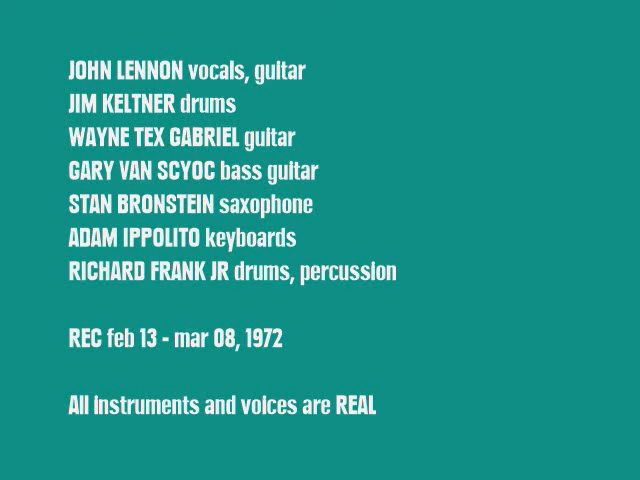 JOHN LENNON vocals, guitar
JIM KELTNER drums
WAYNE TEX GABRIEL guitar
GARY VAN SCYOC bass guitar
STAN BRONSTEIN saxophone
ADAM IPPOLITO keyboards
RICHARD FRANK JR drums, percussion
REC feb 13 - mar 08, 1972
All instruments and voices are REAL